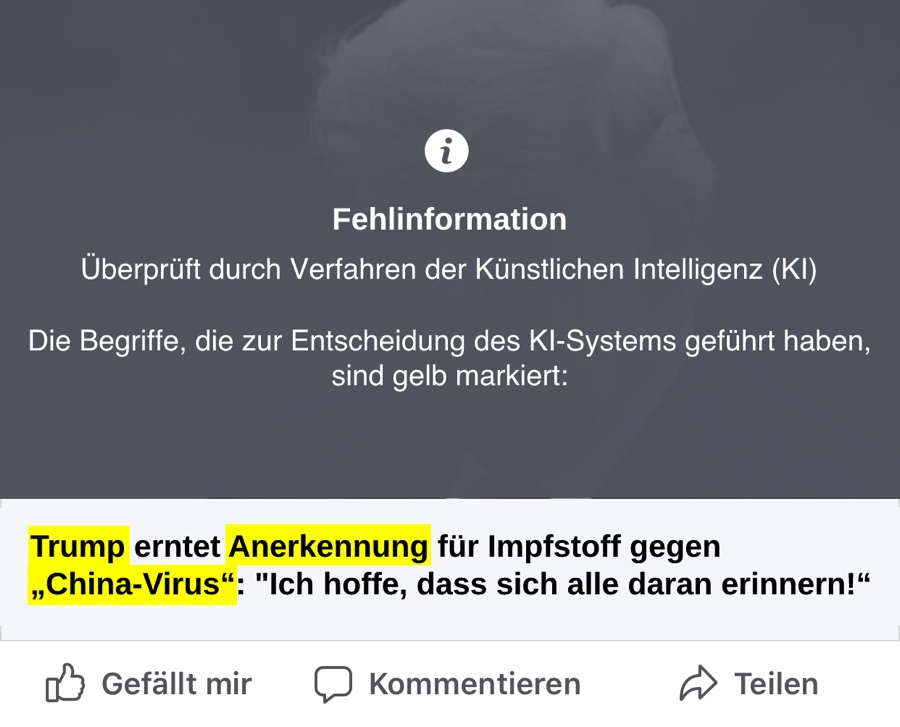 Fehlinformation
Überprüft durch Verfahren der Künstlichen Intelligenz (KI)
Die Begriffe, die zur Entscheidung des KI-Systems geführt haben,
sind gelb markiert:
Trump erntet Anerkennung für Impfstoff gegen
„China-Virus“: "Ich hoffe, dass sich alle daran erinnern!“
Gefällt mir Kommentieren Teilen